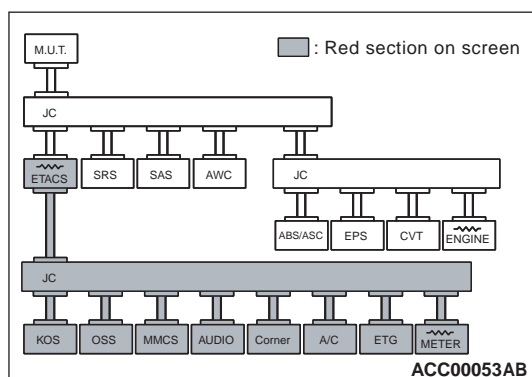 M.U.T.
: Red section on screen
JC
ETACS
SRS
SAS
AWC
JC
ABS/ASC
EPS
CVT
ENGINE
JC
KOS
OSS
MMCS
AUDIO
Corner
A/C
ETG
METER
ACC00053AB